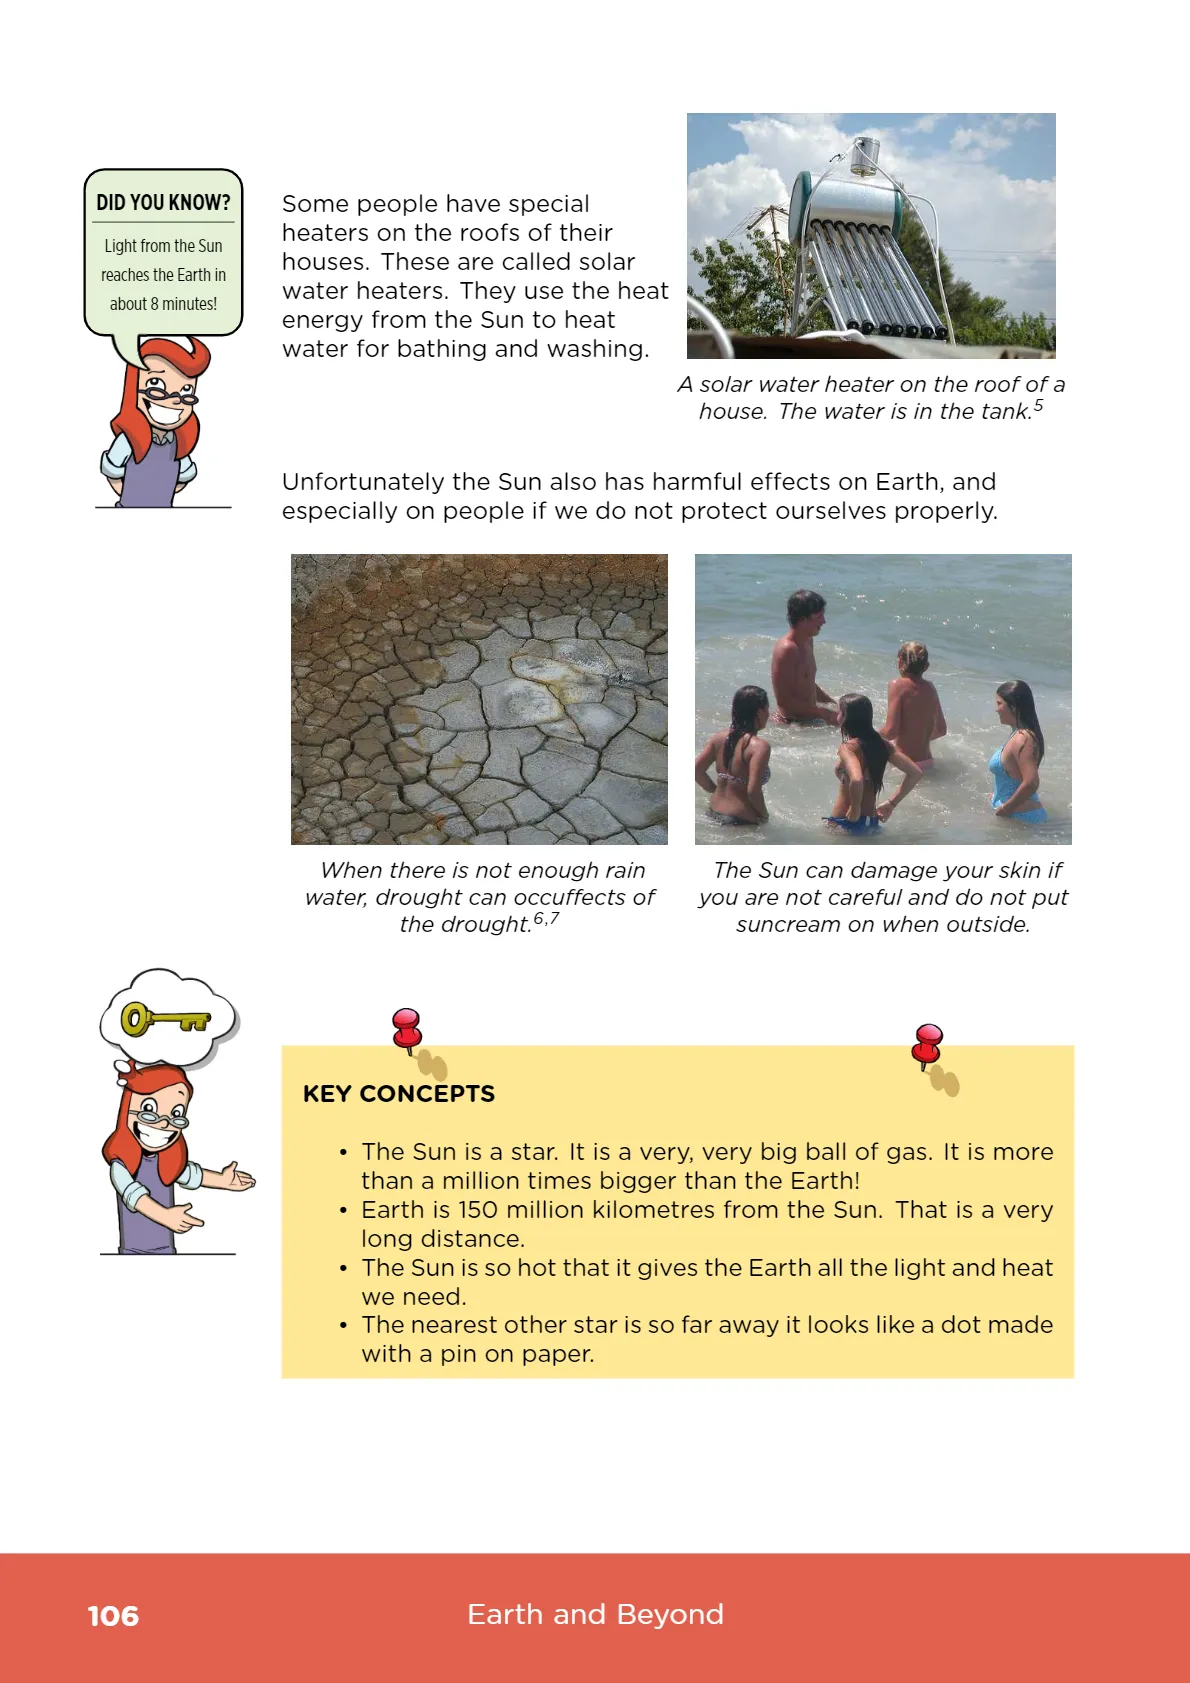 DID YOU KNOW?
Light from the Sun
reaches the Earth in
about 8 minutes!
Some people have special
heaters on the roofs of their
houses. These are called solar
water heaters. They use the heat
energy from the Sun to heat
water for bathing and washing.
A solar water heater on the roof of a
house. The water is in the tank.5
Unfortunately the Sun also has harmful effects on Earth, and
especially on people if we do not protect ourselves properly.
When there is not enough rain
water, drought can occuffects of
the drought.6,7
The Sun can damage your skin if
you are not careful and do not put
suncream on when outside.
KEY CONCEPTS
• The Sun is a star. It is a very, very big ball of gas. It is more
than a million times bigger than the Earth!
• Earth is 150 million kilometres from the Sun. That is a very
long distance.
• The Sun is so hot that it gives the Earth all the light and heat
we need.
• The nearest other star is so far away it looks like a dot made
with a pin on paper.
106
Earth and Beyond